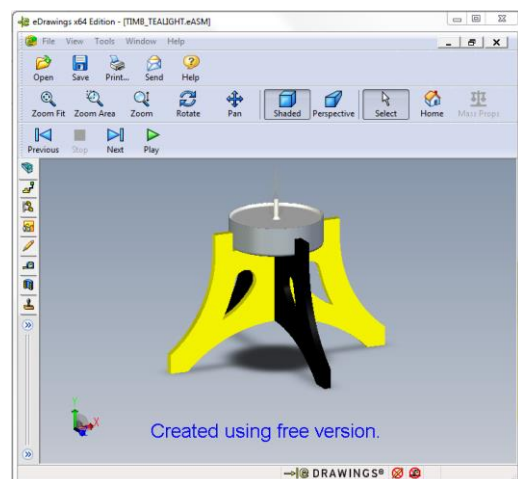 eDrawings x64 Edition - [TIMB_TEALIGHT.eASM]
File View Tools Window Help
Open Save Print... Send Help
Zoom Fit Zoom Area Zoom Rotate Pan Shaded Perspective Select Home Mass Props
Previous Stop Next Play
Y
X
Created using free version.
DRAWINGS®